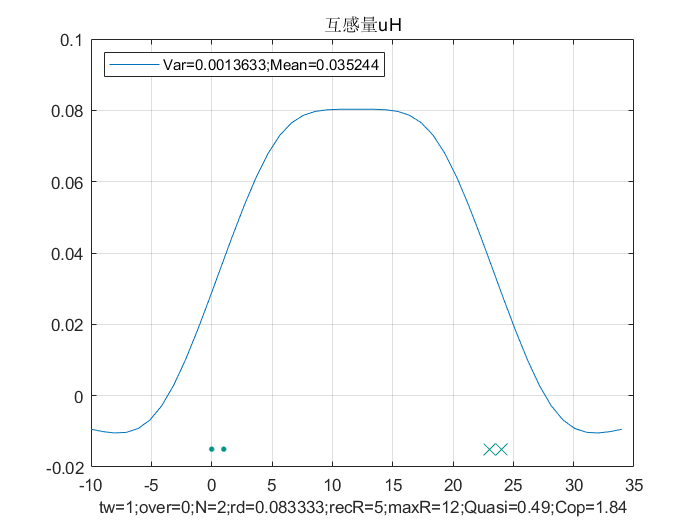 互感量uH
0.1
Var=0.0013633;Mean=0.035244
0.08
0.06
0.04
0.02
0
-0.02
-10 -5 0 5 10 15 20 25 30 35
tw=1;over=0;N=2;rd=0.083333;recR=5;maxR=12;Quasi=0.49;Cop=1.84